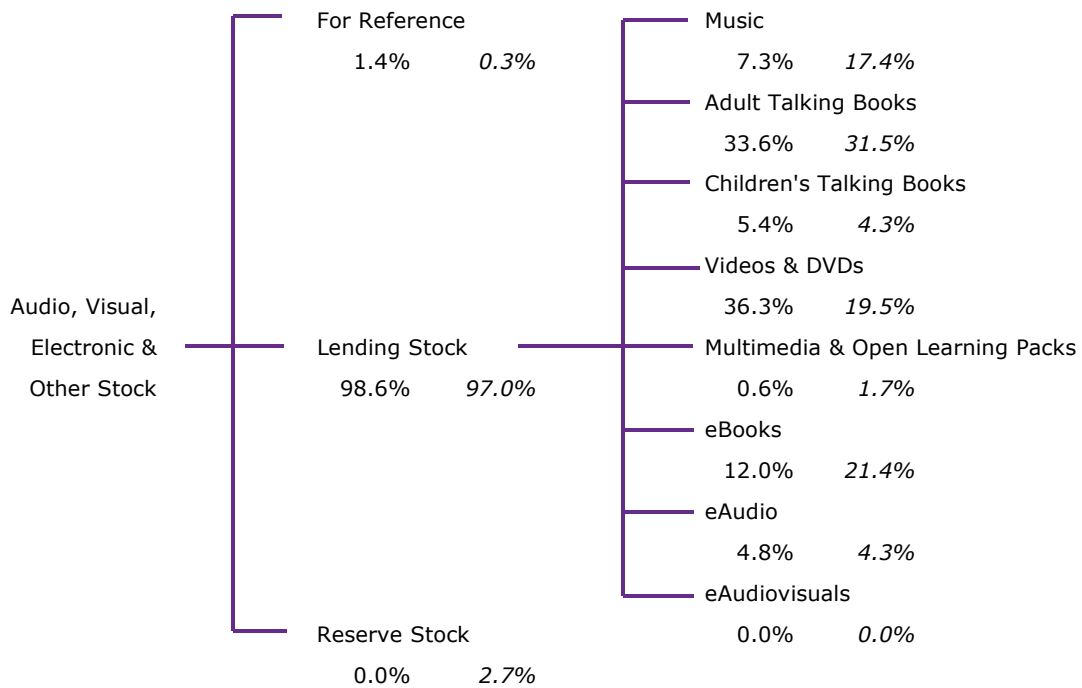 Audio, Visual,
Electronic &
Other Stock
For Reference
1.4% 0.3%
Lending Stock
98.6% 97.0%
Reserve Stock
0.0% 2.7%
Music
7.3% 17.4%
Adult Talking Books
33.6% 31.5%
Children's Talking Books
5.4% 4.3%
Videos & DVDs
36.3% 19.5%
Multimedia & Open Learning Packs
0.6% 1.7%
eBooks
12.0% 21.4%
eAudio
4.8% 4.3%
eAudiovisuals
0.0% 0.0%